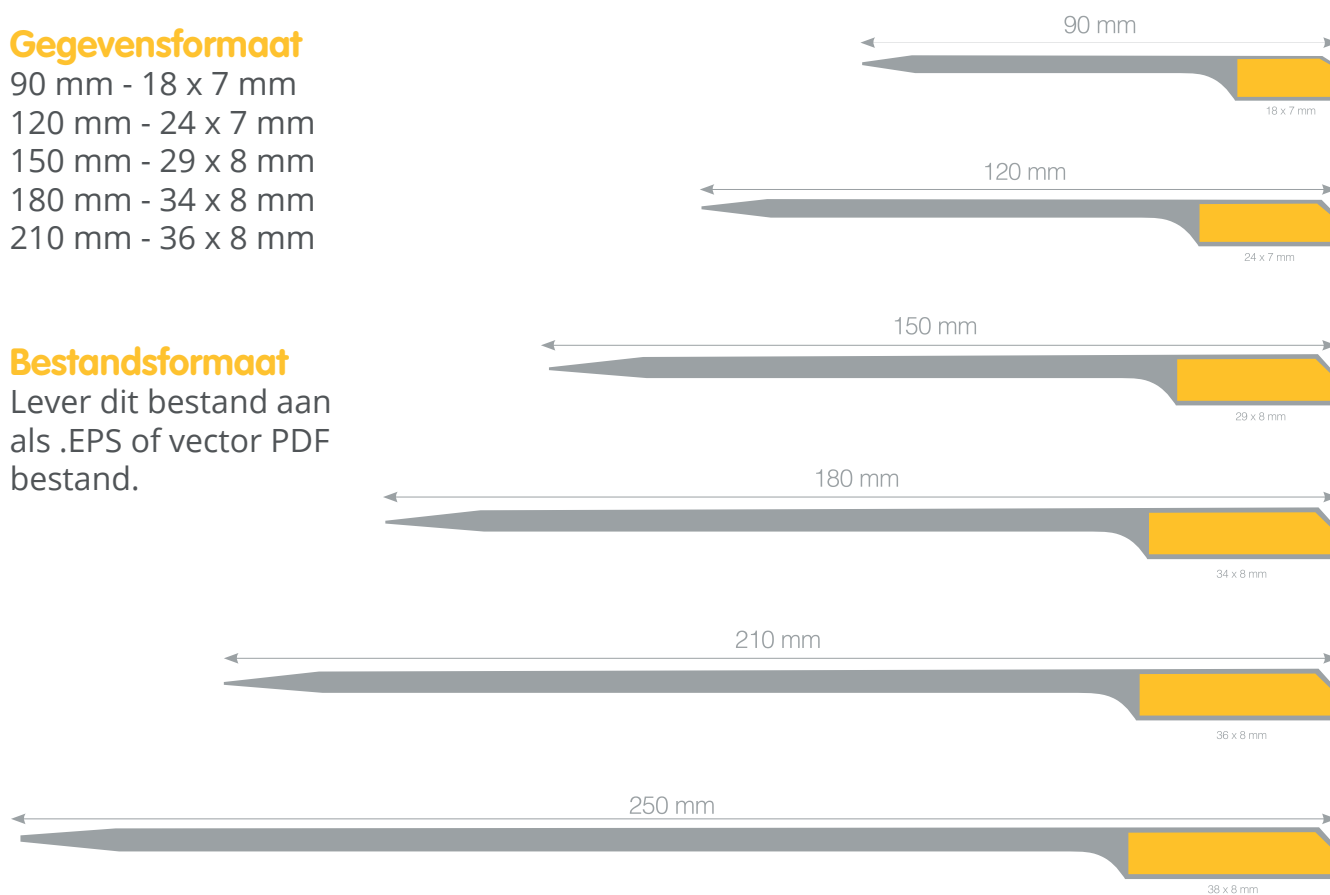 Gegevensformaat
90 mm - 18 x 7 mm
120 mm - 24 x 7 mm
150 mm - 29 x 8 mm
180 mm - 34 x 8 mm
210 mm - 36 x 8 mm
Bestandsformaat
Lever dit bestand aan
als .EPS of vector PDF
bestand.
90 mm
18 x 7 mm
120 mm
24 x 7 mm
150 mm
29 x 8 mm
180 mm
34 x 8 mm
210 mm
36 x 8 mm
250 mm
38 x 8 mm